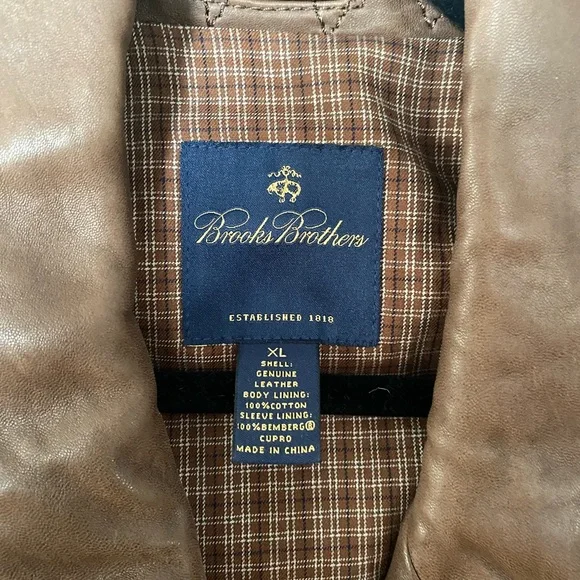 Brooks Brothers
ESTABLISHED 1818
XL
SHELL:
GENUINE
LEATHER
BODY LINING:
100%COTTON
SLEEVE LINING:
100%BEMBERG®
CUPRO
MADE IN CHINA